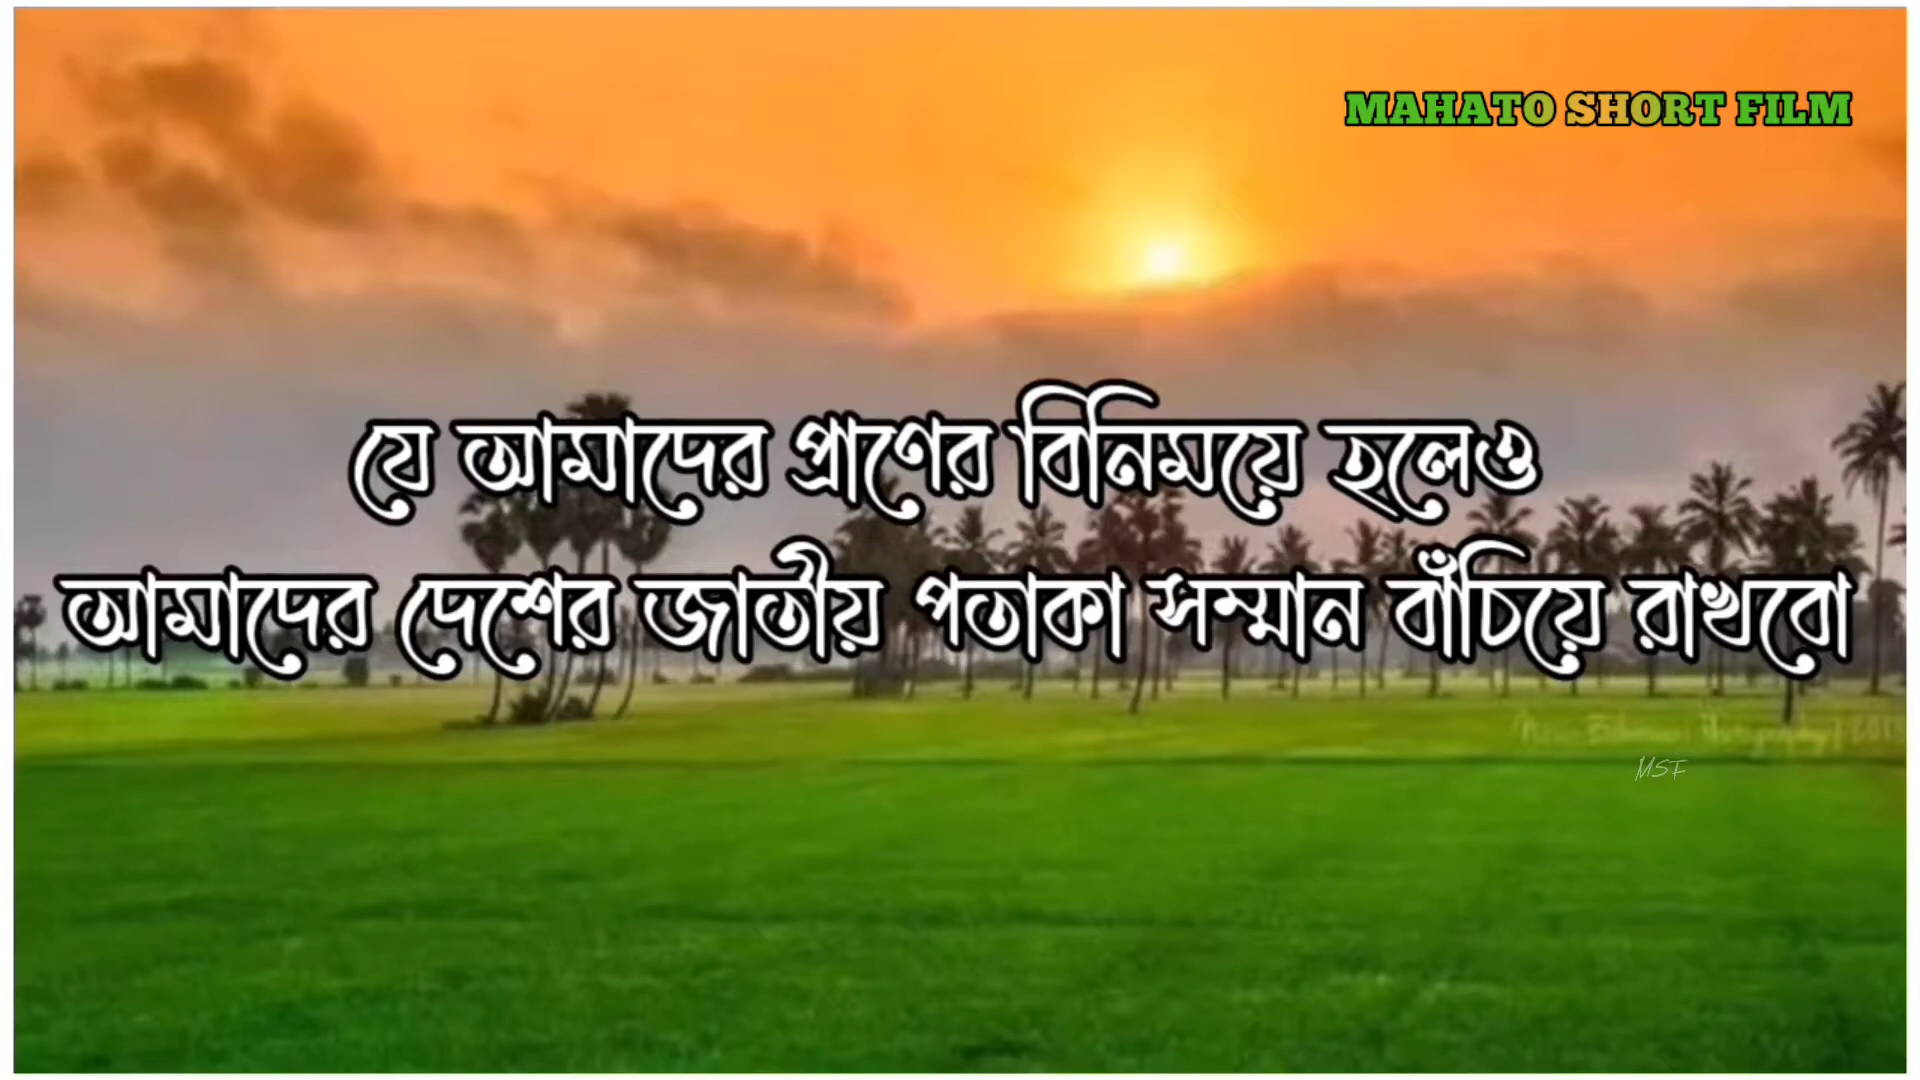 MAHATO SHORT FILM
যে আমাদের প্রাণের বিনিময়ে হলেও
আমাদের দেশের জাতীয় পতাকা সম্মান বাঁচিয়ে রাখবো
MSF